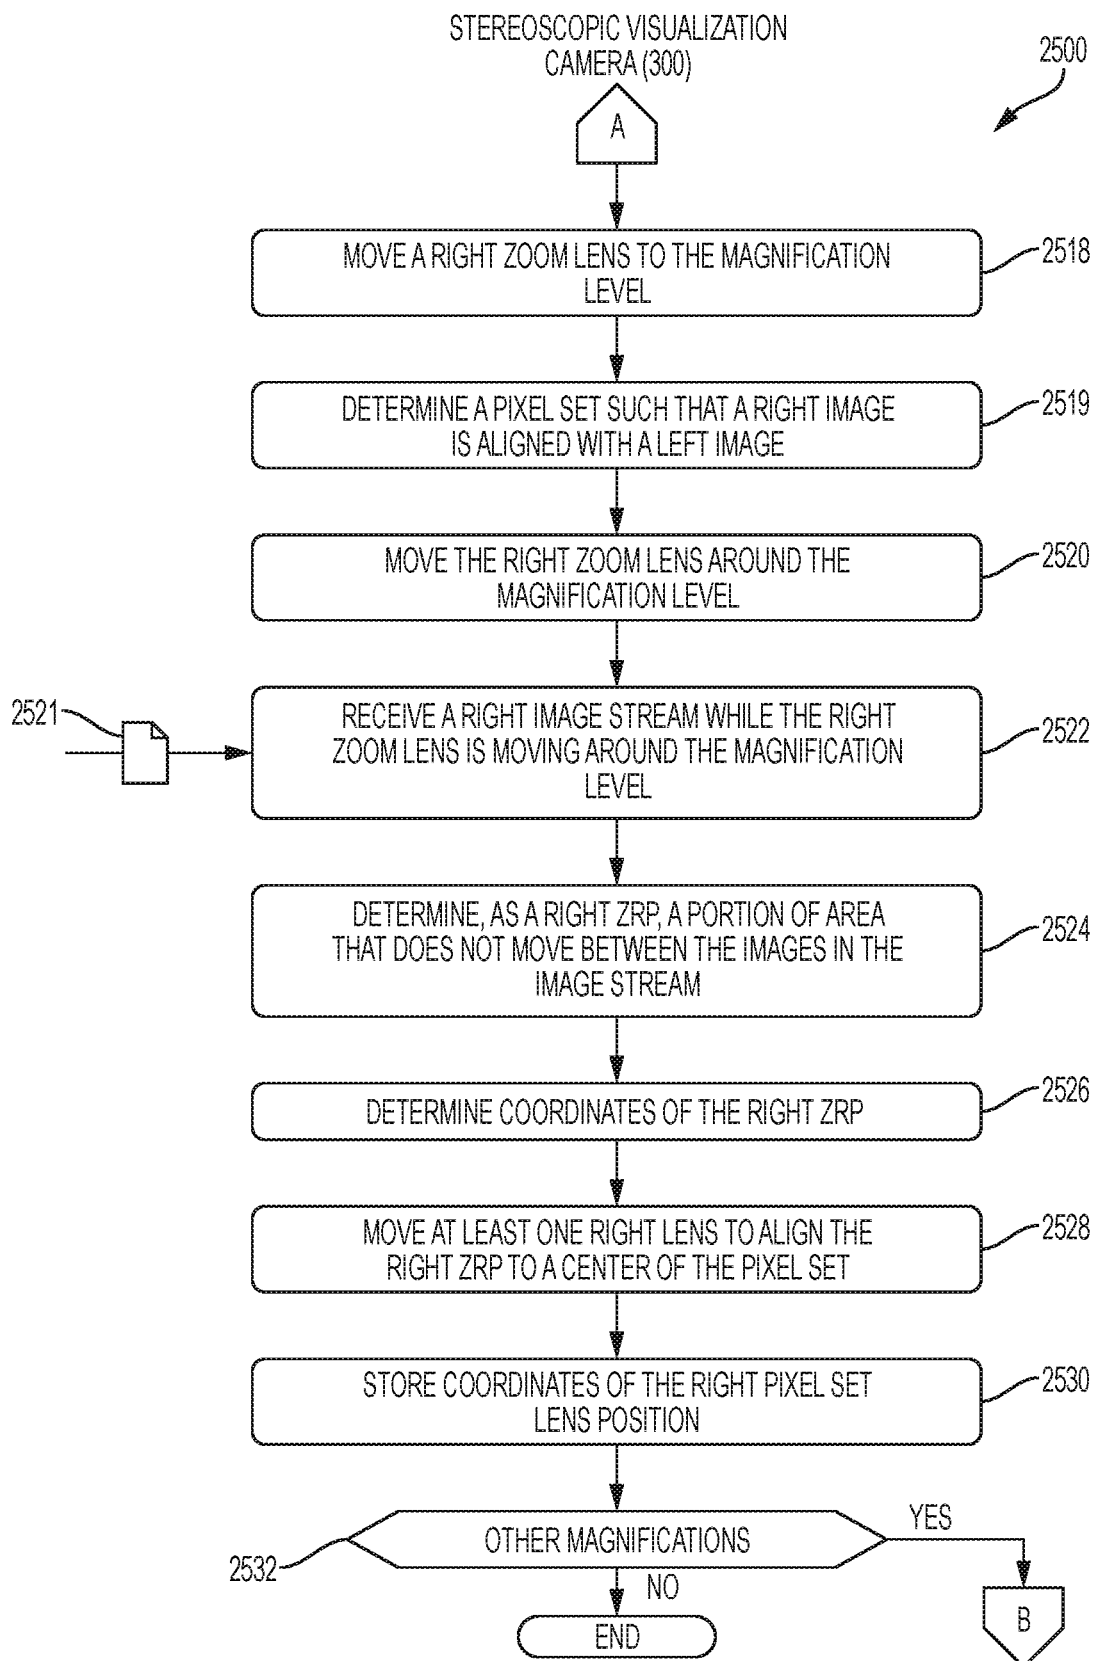 STEREOSCOPIC VISUALIZATION
CAMERA (300)
2500
A
MOVE A RIGHT ZOOM LENS TO THE MAGNIFICATION
LEVEL
2518
DETERMINE A PIXEL SET SUCH THAT A RIGHT IMAGE
IS ALIGNED WITH A LEFT IMAGE
2519
MOVE THE RIGHT ZOOM LENS AROUND THE
MAGNIFICATION LEVEL
2520
2521
RECEIVE A RIGHT IMAGE STREAM WHILE THE RIGHT
ZOOM LENS IS MOVING AROUND THE MAGNIFICATION
LEVEL
2522
DETERMINE, AS A RIGHT ZRP, A PORTION OF AREA
THAT DOES NOT MOVE BETWEEN THE IMAGES IN THE
IMAGE STREAM
2524
DETERMINE COORDINATES OF THE RIGHT ZRP
2526
MOVE AT LEAST ONE RIGHT LENS TO ALIGN THE
RIGHT ZRP TO A CENTER OF THE PIXEL SET
2528
STORE COORDINATES OF THE RIGHT PIXEL SET
LENS POSITION
2530
OTHER MAGNIFICATIONS
YES
2532
NO
END
B